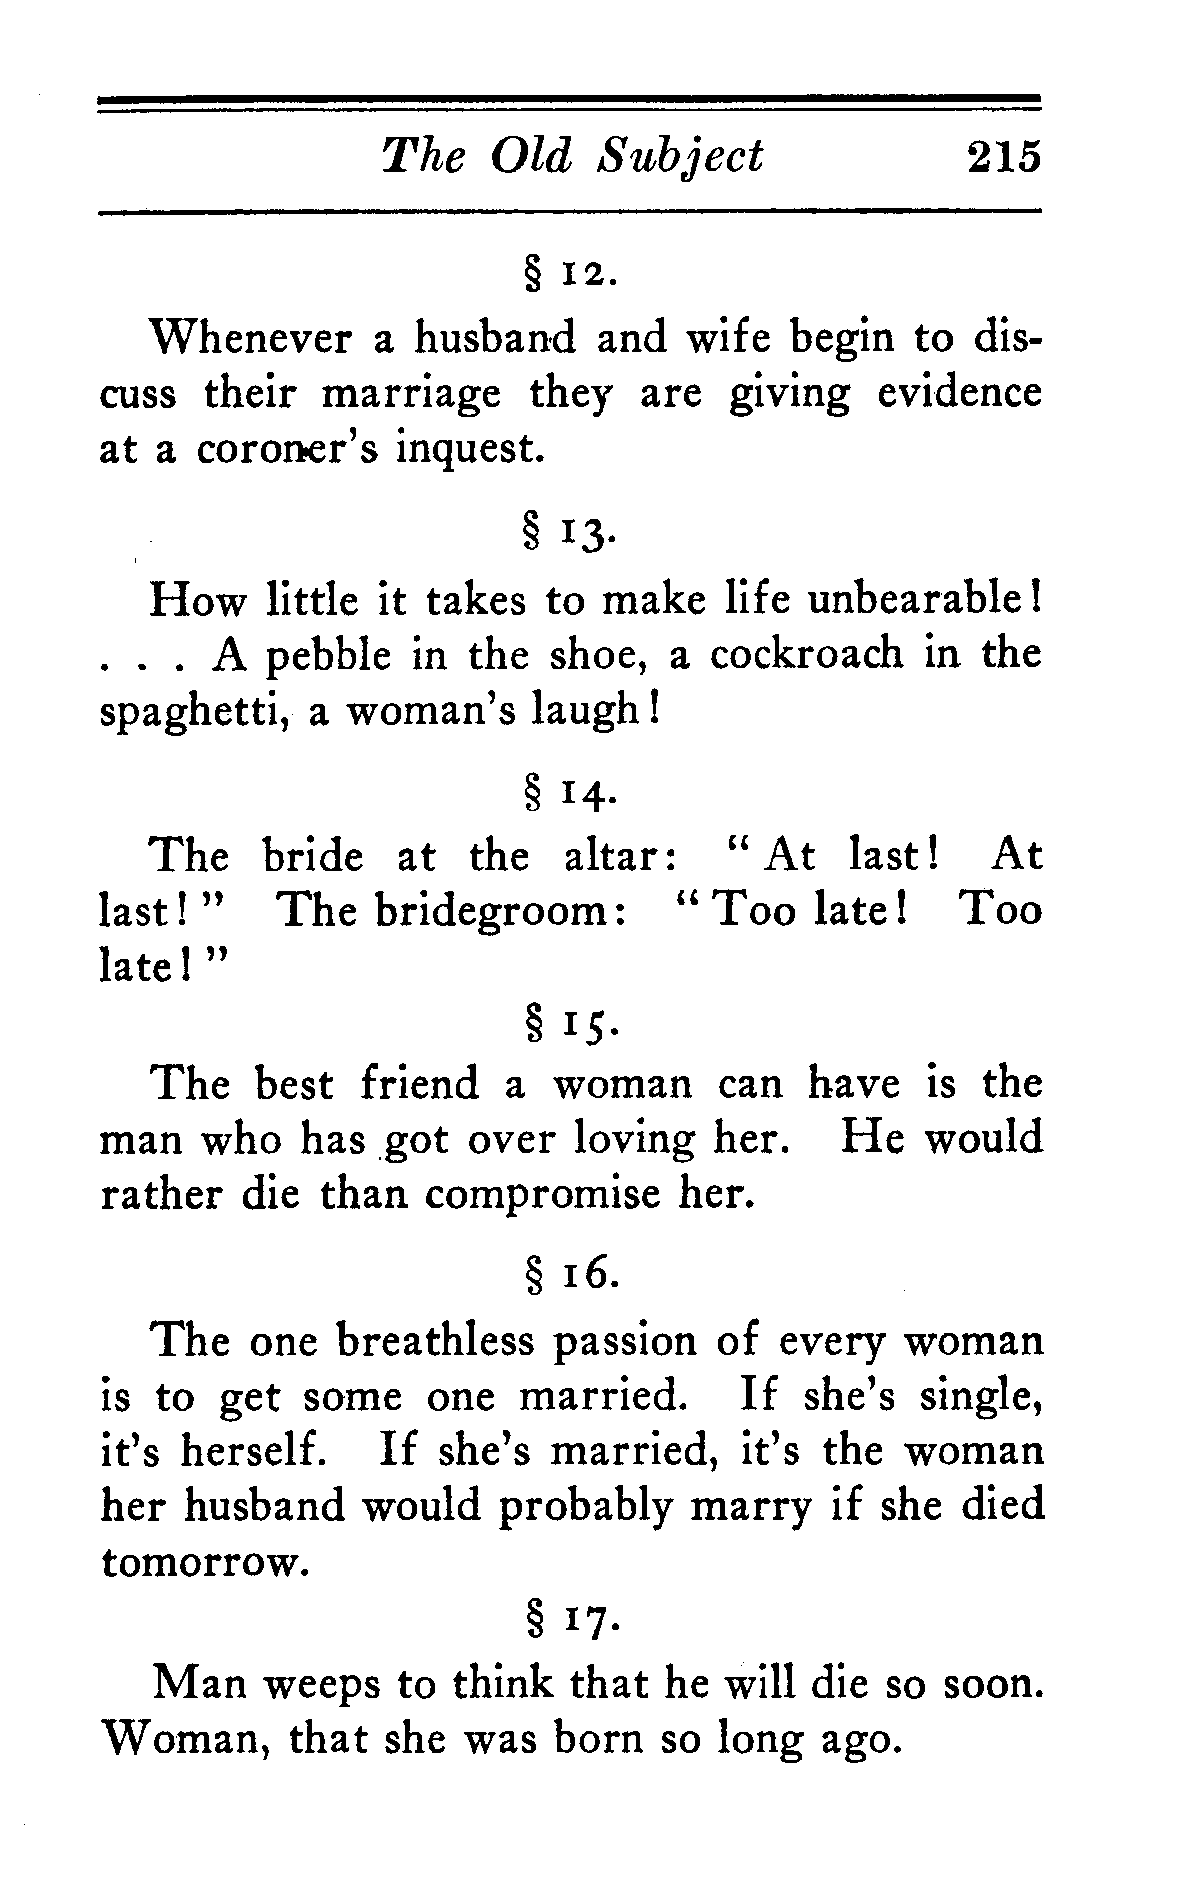 The Old Subject 215
§ 12.
Whenever a husband and wife begin to dis-
cuss their marriage they are giving evidence
at a coroner's inquest.
§ 13.
How little it takes to make life unbearable!
. . . A pebble in the shoe, a cockroach in the
spaghetti, a woman's laugh!
§ 14.
The bride at the altar: “At last! At
last!” The bridegroom: “Too late! Too
late!”
§ 15.
The best friend a woman can have is the
man who has got over loving her. He would
rather die than compromise her.
§ 16.
The one breathless passion of every woman
is to get some one married. If she's single,
it's herself. If she's married, it's the woman
her husband would probably marry if she died
tomorrow.
§ 17.
Man weeps to think that he will die so soon.
Woman, that she was born so long ago.